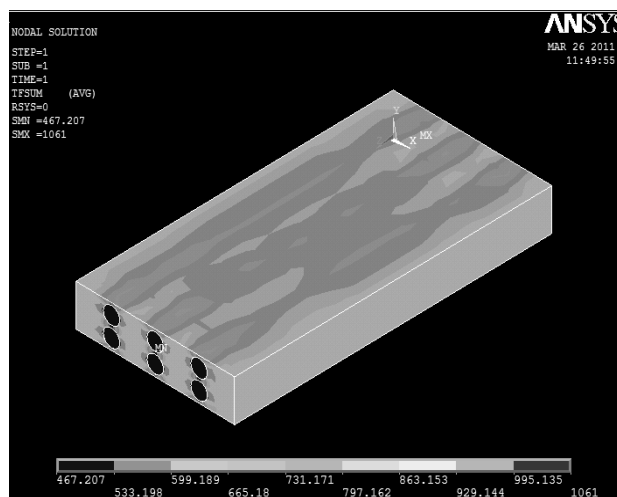 NODAL SOLUTION
STEP=1
SUB =1
TIME=1
TFSUM (AVG)
RSYS=0
SMN =467.207
SMX =1061
ANSYS
MAR 26 2011
11:49:55
Y
X
MX
MN
467.207 599.189 731.171 863.153 995.135
533.198 665.18 797.162 929.144 1061